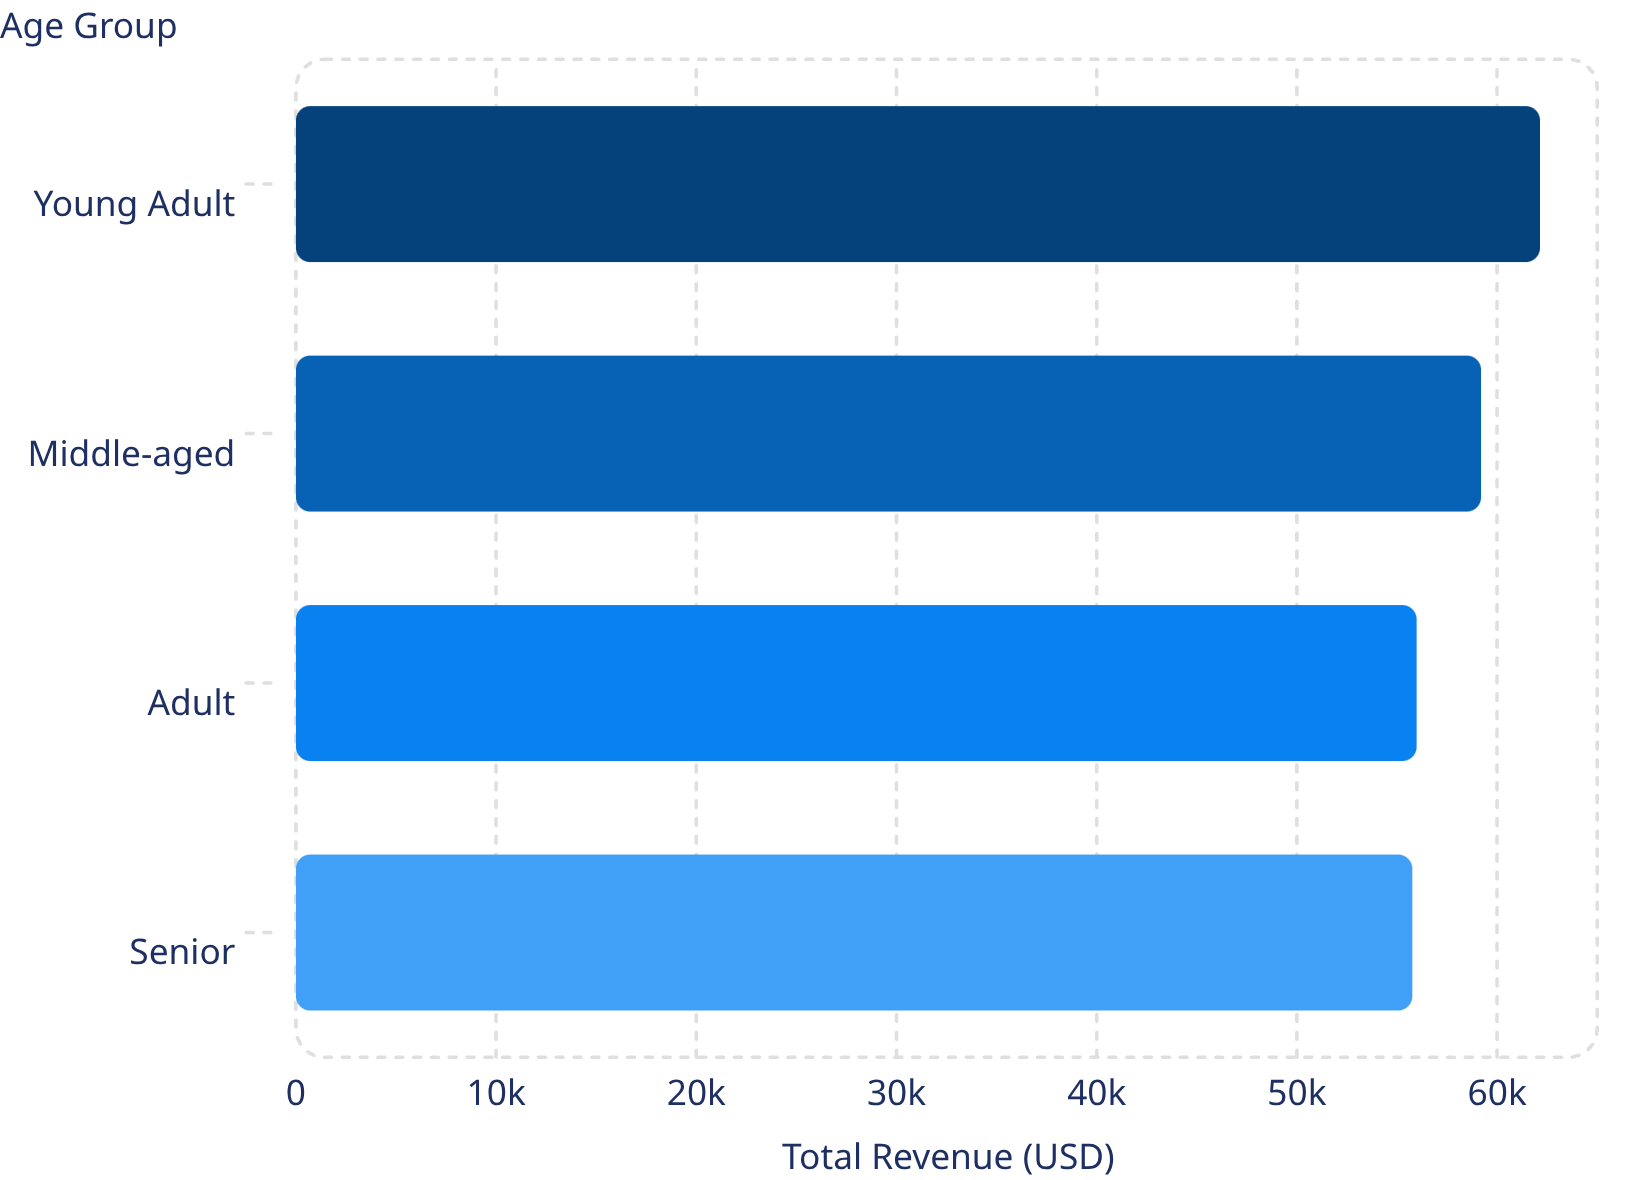 Age Group
Young Adult
Middle-aged
Adult
Senior
0 10k 20k 30k 40k 50k 60k
Total Revenue (USD)